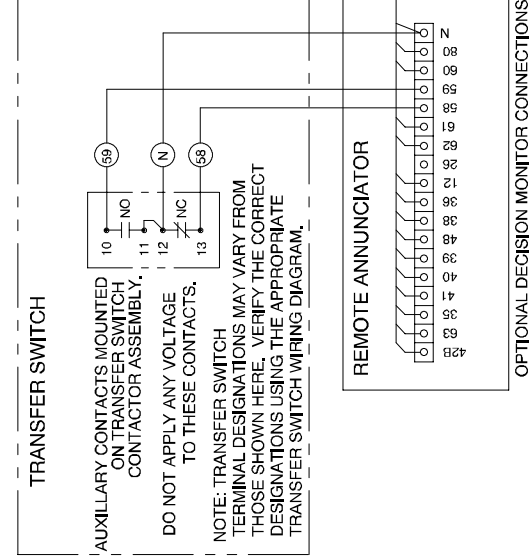 TRANSFER SWITCH
AUXILLARY CONTACTS MOUNTED
ON TRANSFER SWITCH
CONTACTOR ASSEMBLY.
DO NOT APPLY ANY VOLTAGE
TO THESE CONTACTS.
NOTE: TRANSFER SWITCH
TERMINAL DESIGNATIONS MAY VARY FROM
THOSE SHOWN HERE. VERIFY THE CORRECT
DESIGNATIONS USING THE APPROPRIATE
TRANSFER SWITCH WIRING DIAGRAM.
10
NO
11
12
NC
13
59
N
58
REMOTE ANNUNCIATOR
42B
63
35
41
40
39
48
38
36
12
26
62
61
58
59
60
80
N
OPTIONAL DECISION MONITOR CONNECTIONS